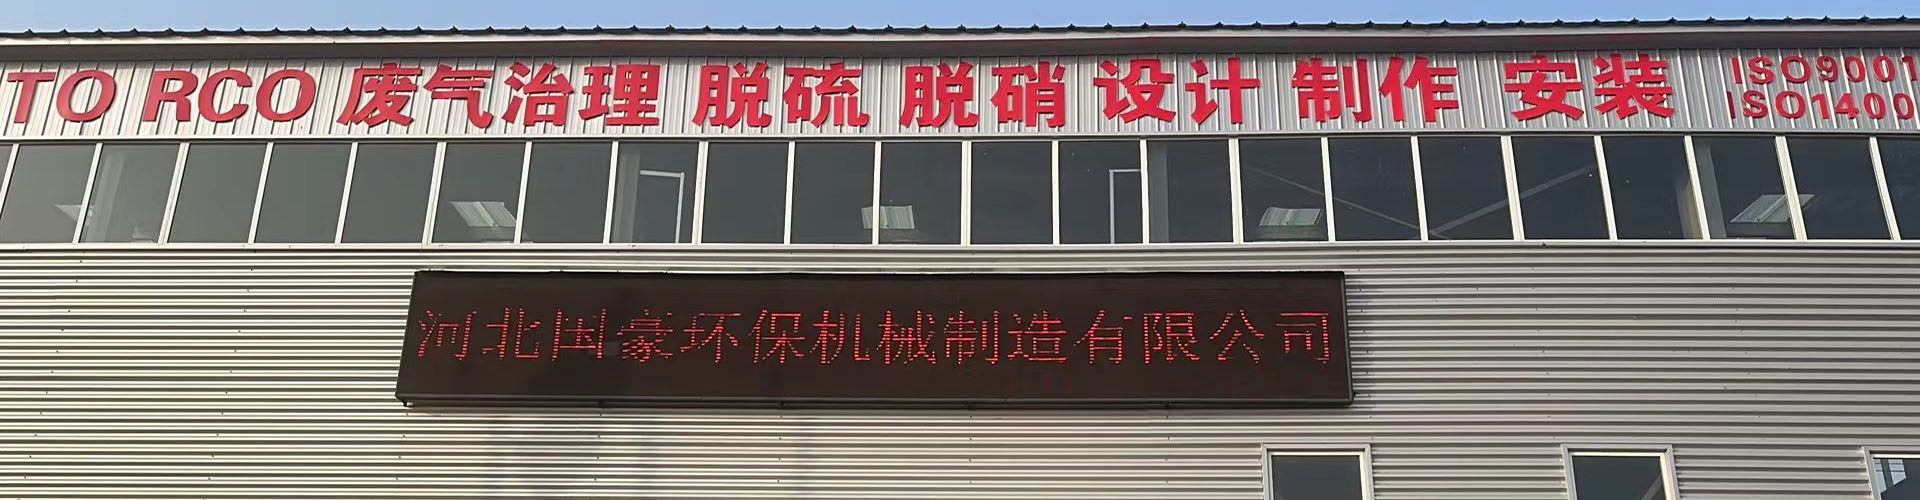 TO RCO 废气治理 脱硫 脱硝 设计 制作 安装
ISO9001
ISO1400
河北国豪环保机械制造有限公司